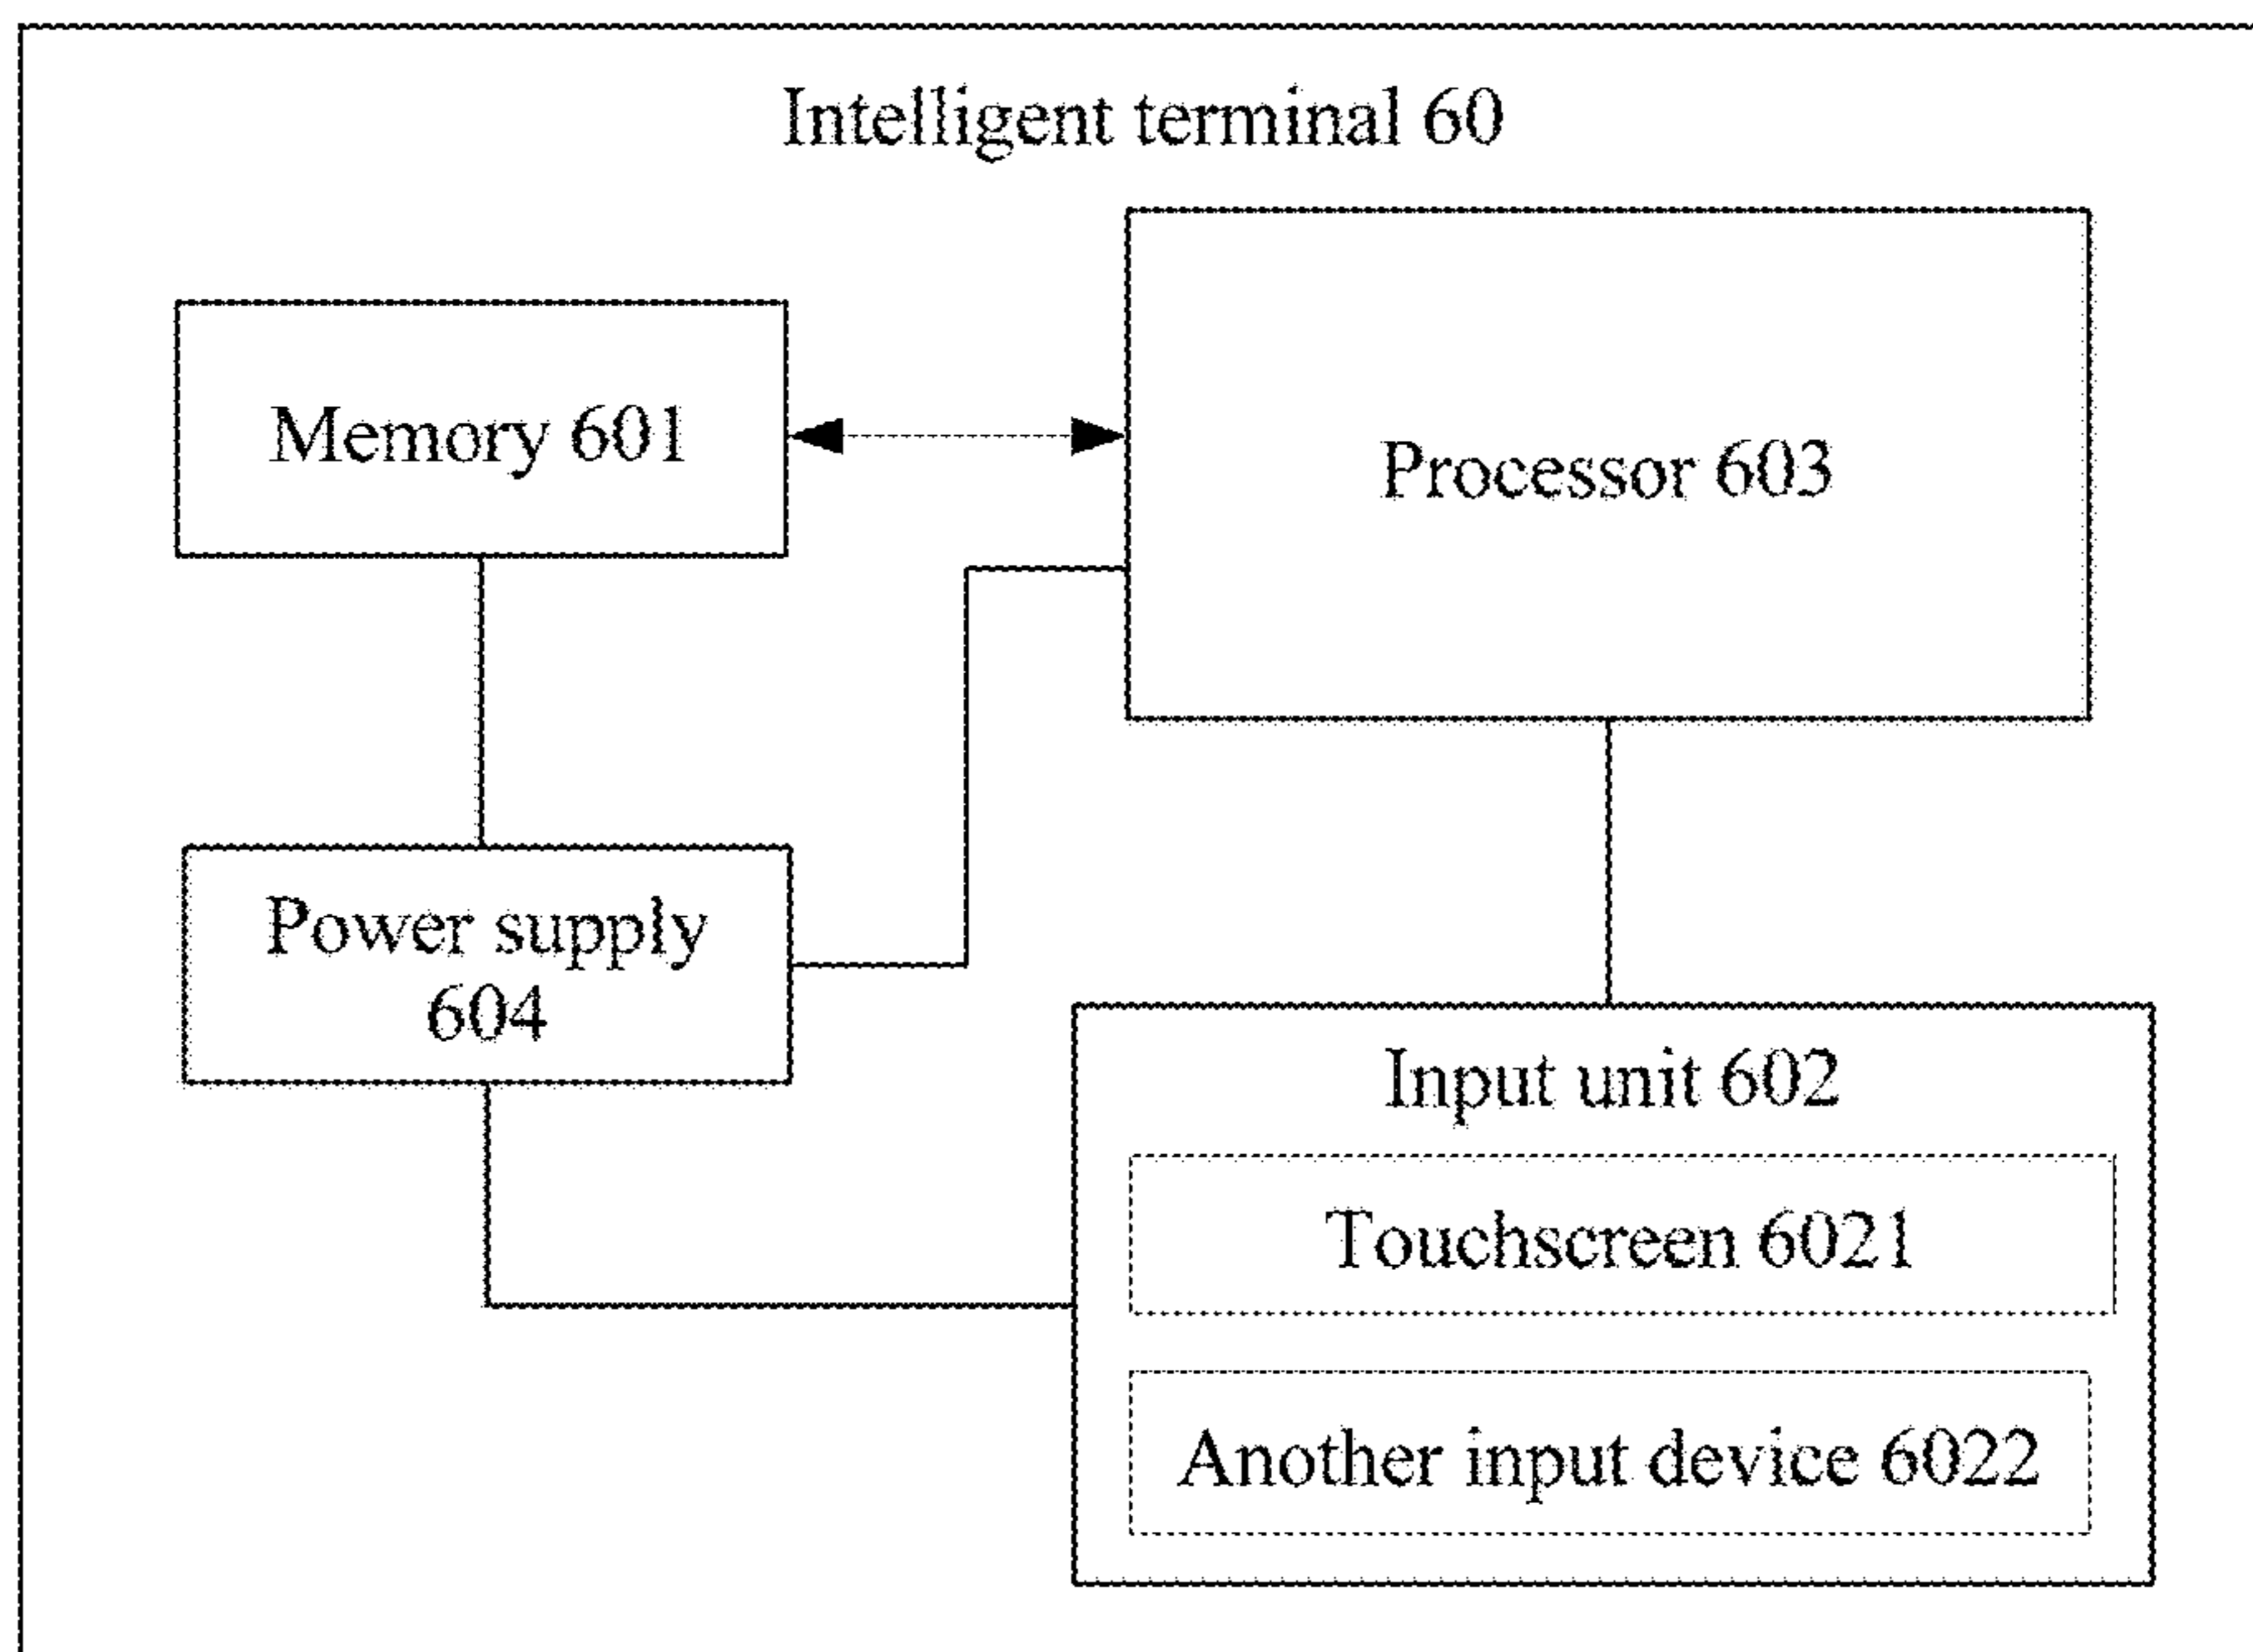 Intelligent terminal 60
Memory 601
Processor 603
Power supply
604
Input unit 602
Touchscreen 6021
Another input device 6022